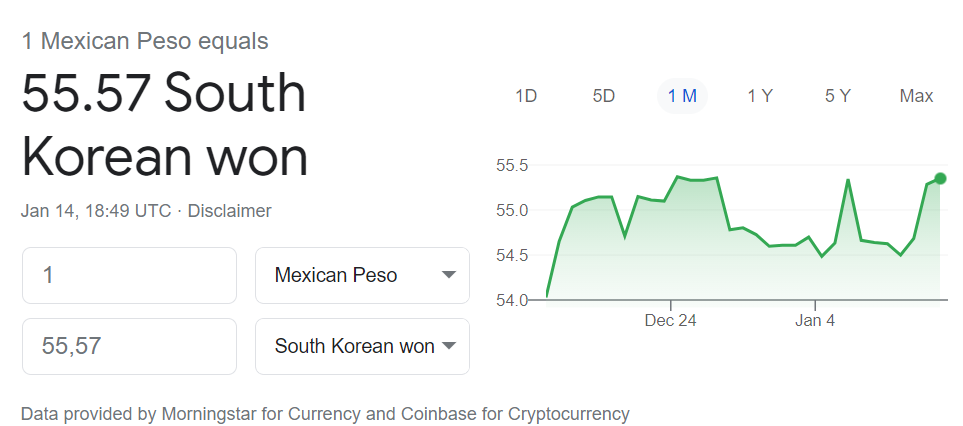 1 Mexican Peso equals
55.57 South
Korean won
Jan 14, 18:49 UTC · Disclaimer
1
Mexican Peso
55,57
South Korean won
1D 5D 1 M 1 Y 5 Y Max
55.5
55.0
54.5
54.0
Dec 24 Jan 4
Data provided by Morningstar for Currency and Coinbase for Cryptocurrency